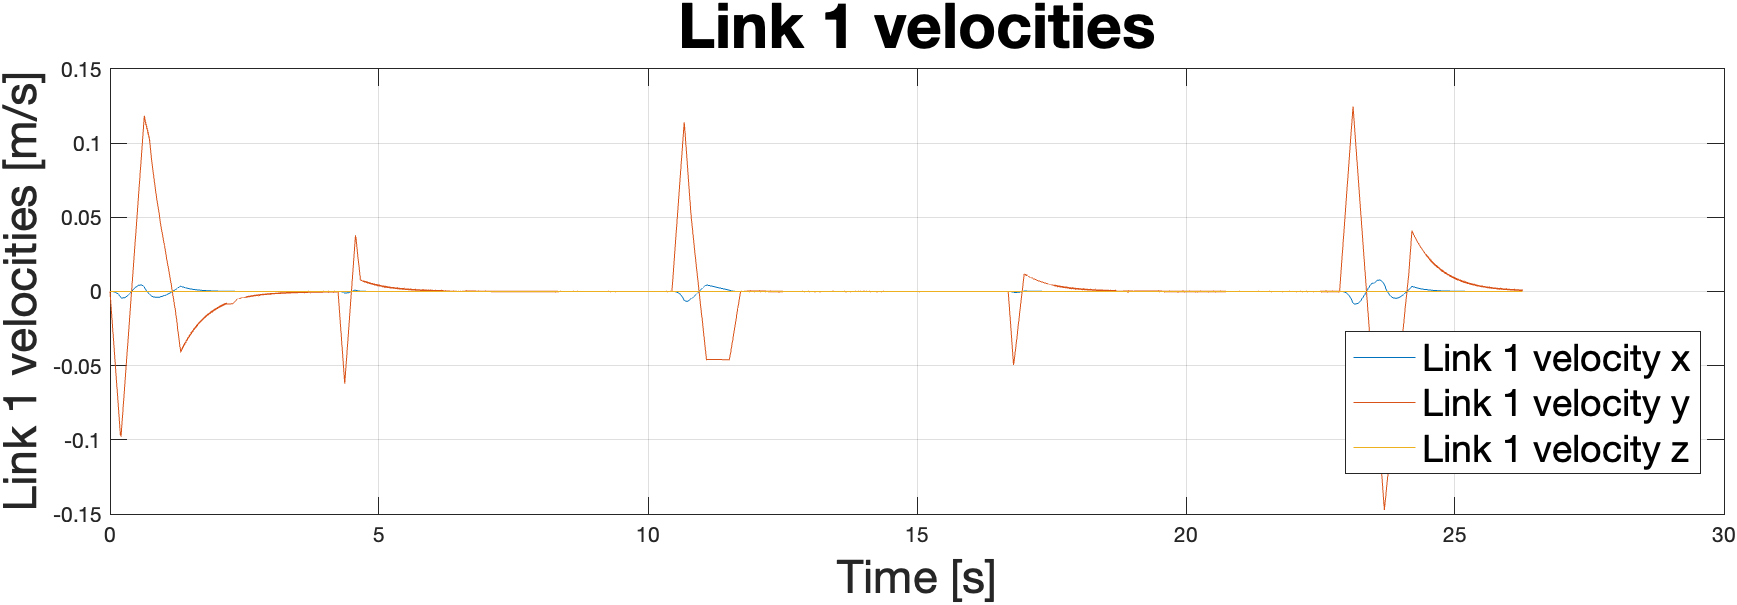 Link 1 velocities
Link 1 velocities [m/s]
0.15
0.1
0.05
0
-0.05
-0.1
-0.15
Link 1 velocity x
Link 1 velocity y
Link 1 velocity z
0 5 10 15 20 25 30
Time [s]